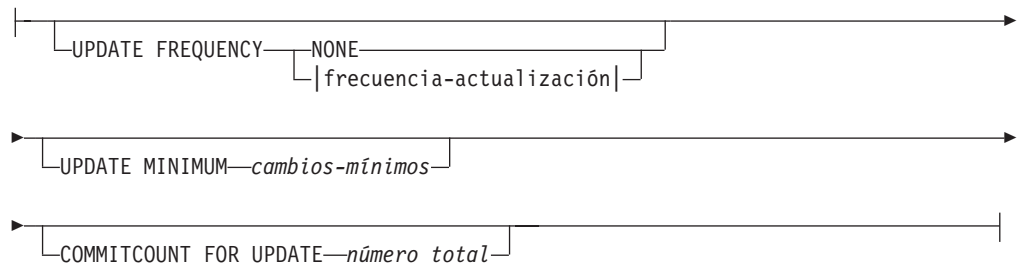 UPDATE FREQUENCY NONE
frecuencia-actualización
UPDATE MINIMUM cambios-mínimos
COMMITCOUNT FOR UPDATE número total